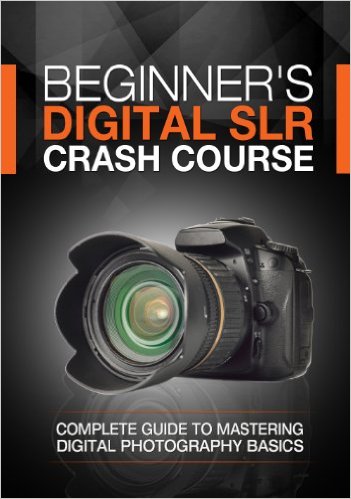 BEGINNER'S
DIGITAL SLR
CRASH COURSE
COMPLETE GUIDE TO MASTERING
DIGITAL PHOTOGRAPHY BASICS